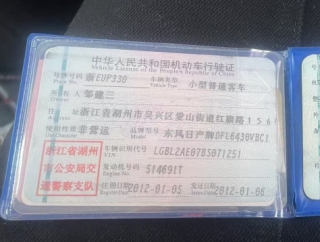 中华人民共和国机动车行驶证
Vehicle License of the People's Republic of China
号牌号码 浙EUP330 车辆类型 小型普通客车
Vehicle Type
所有人 邹建三
浙江省湖州市吴兴区爱山街道红旗路156
使用性质 非营运 品牌型号 东风日产牌DFL6430VBC1
浙江省湖州
市公安局交
通警察支队
车辆识别代号 LGBL2AE07BS071251
VIN
发动机号码 514691T
Engine No.
注册日期 2012-01-05 发证日期 2012-01-06